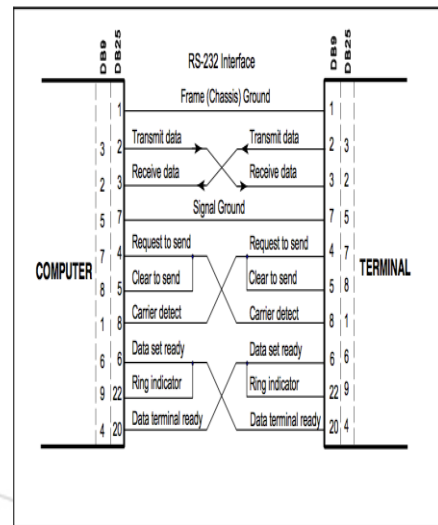 DB9 DB25 RS-232 Interface DB9 DB25
1 Frame (Chassis) Ground 1
3 2 Transmit data Transmit data 2 3
2 3 Receive data Receive data 3 2
5 7 Signal Ground 7 5
7 4 Request to send Request to send 4 7
COMPUTER TERMINAL
8 5 Clear to send Clear to send 5 8
1 8 Carrier detect Carrier detect 8 1
6 6 Data set ready Data set ready 6 6
9 22 Ring indicator Ring indicator 22 9
4 20 Data terminal ready Data terminal ready 20 4